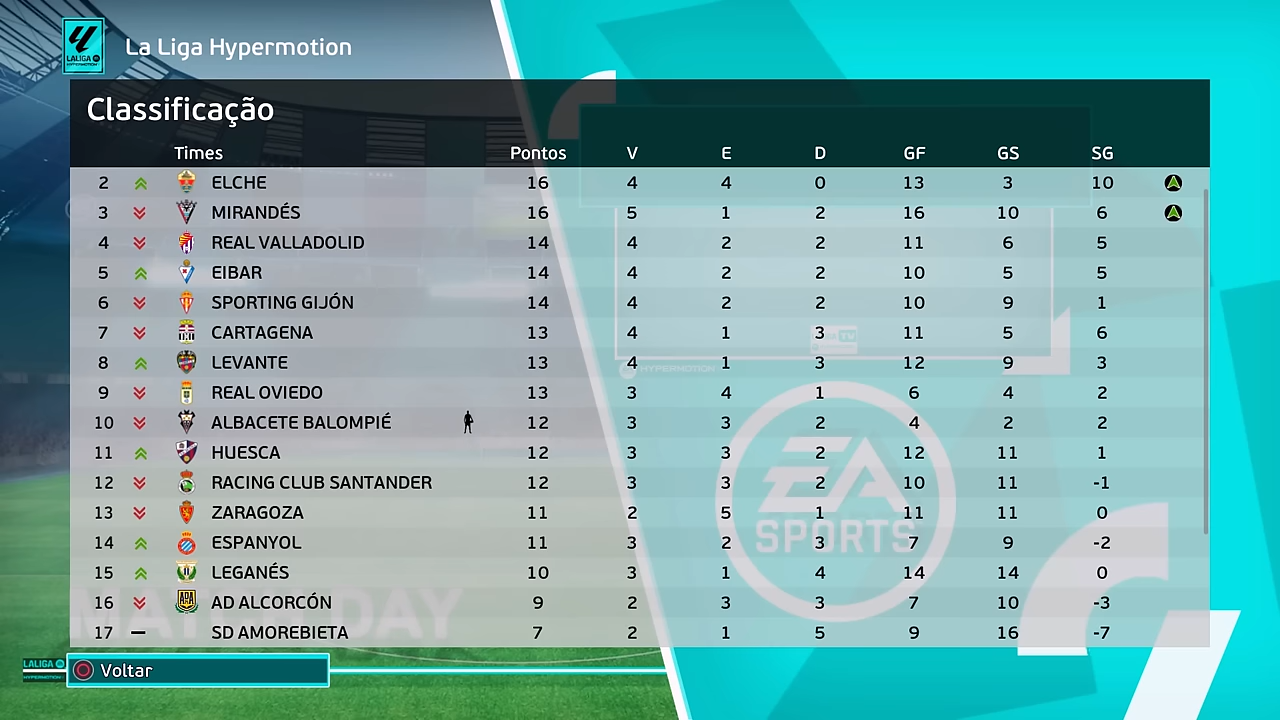 LALIGA
HYPERMOTION
La Liga Hypermotion
Classificação
Times Pontos V E D GF GS SG
2 ELCHE 16 4 4 0 13 3 10
3 MIRANDÉS 16 5 1 2 16 10 6
4 REAL VALLADOLID 14 4 2 2 11 6 5
5 EIBAR 14 4 2 2 10 5 5
6 SPORTING GIJÓN 14 4 2 2 10 9 1
7 CARTAGENA 13 4 1 3 11 5 6
8 LEVANTE 13 4 1 3 12 9 3
HYPERMOTION
9 REAL OVIEDO 13 3 4 1 6 4 2
10 ALBACETE BALOMPIÉ 12 3 3 2 4 2 2
11 HUESCA 12 3 3 2 12 11 1
12 RACING CLUB SANTANDER 12 3 3 2 10 11 -1
13 ZARAGOZA 11 2 5 1 11 11 0
EA
SPORTS
14 ESPANYOL 11 3 2 3 7 9 -2
15 LEGANÉS 10 3 1 4 14 14 0
16 AD ALCORCÓN 9 2 3 3 7 10 -3
MATCHDAY
17 SD AMOREBIETA 7 2 1 5 9 16 -7
LALIGA
HYPERMOTION
Voltar